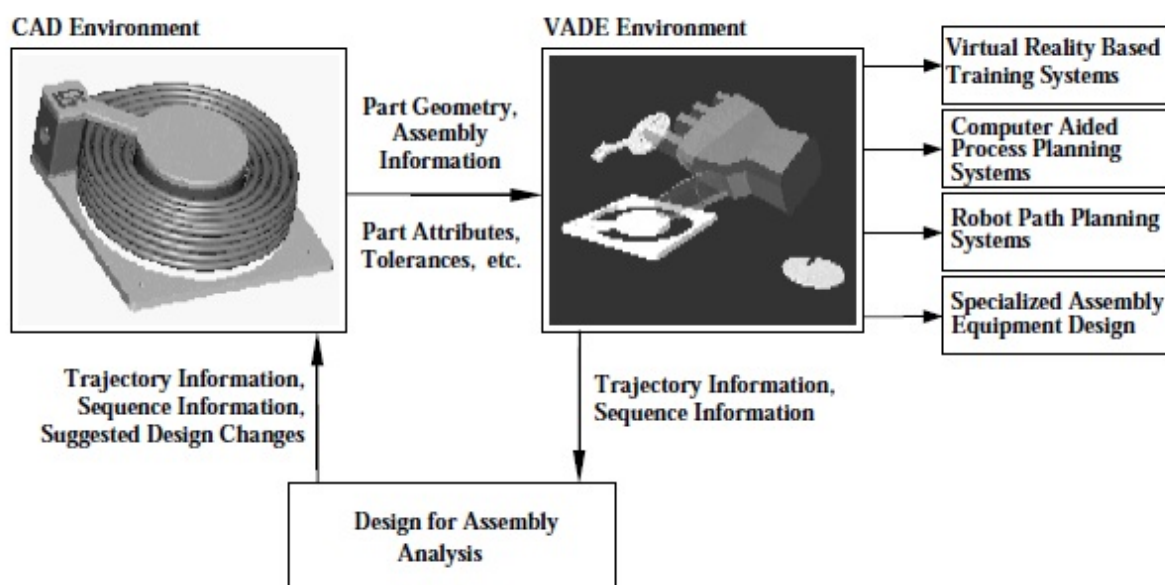 CAD Environment
VADE Environment
Part Geometry,
Assembly
Information
Part Attributes,
Tolerances, etc.
Virtual Reality Based
Training Systems
Computer Aided
Process Planning
Systems
Robot Path Planning
Systems
Specialized Assembly
Equipment Design
Trajectory Information,
Sequence Information,
Suggested Design Changes
Trajectory Information,
Sequence Information
Design for Assembly
Analysis